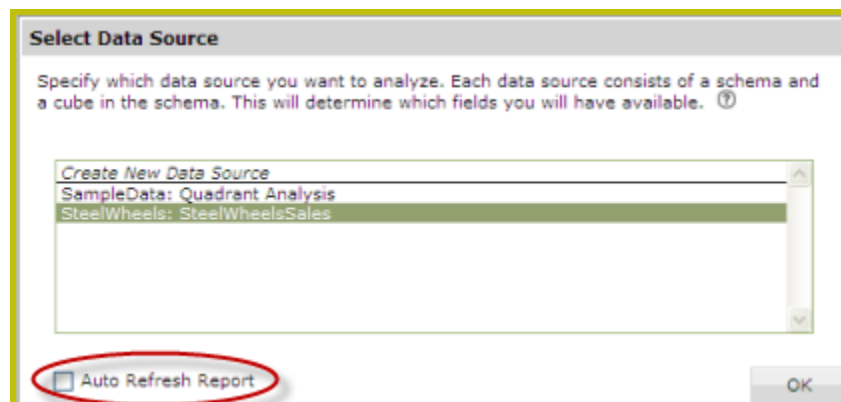 Select Data Source
Specify which data source you want to analyze. Each data source consists of a schema and
a cube in the schema. This will determine which fields you will have available. ?
Create New Data Source
SampleData: Quadrant Analysis
SteelWheels: SteelWheelsSales
Auto Refresh Report
OK